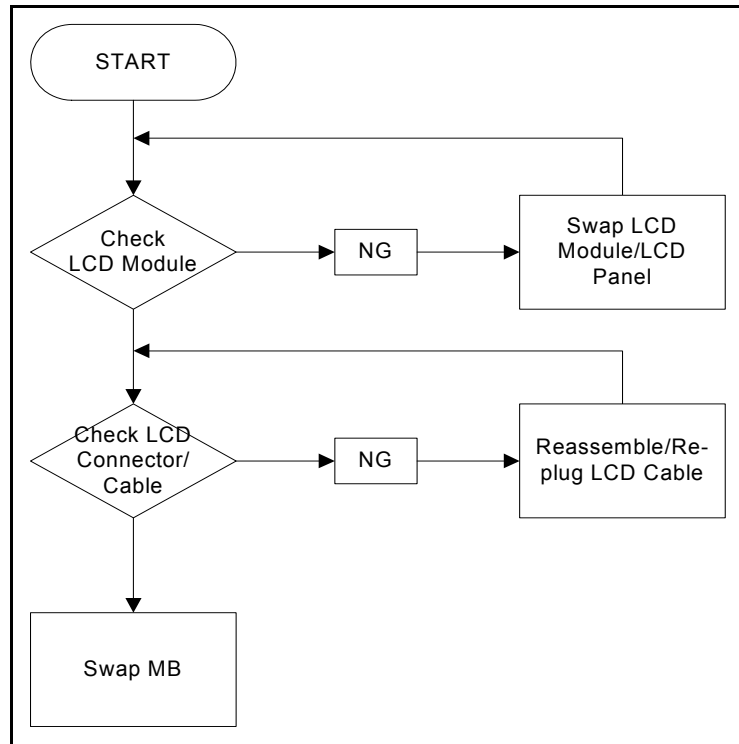 START
Check
LCD Module
NG
Swap LCD
Module/LCD
Panel
Check LCD
Connector/
Cable
NG
Reassemble/Re-
plug LCD Cable
Swap MB